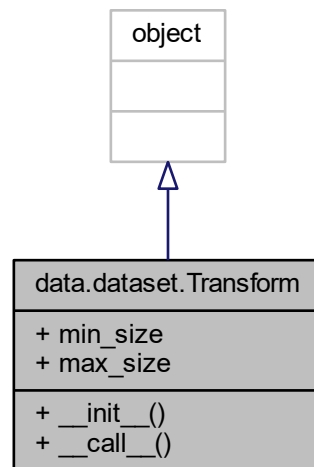 object
data.dataset.Transform
+ min_size
+ max_size
+ __init__()
+ __call__()